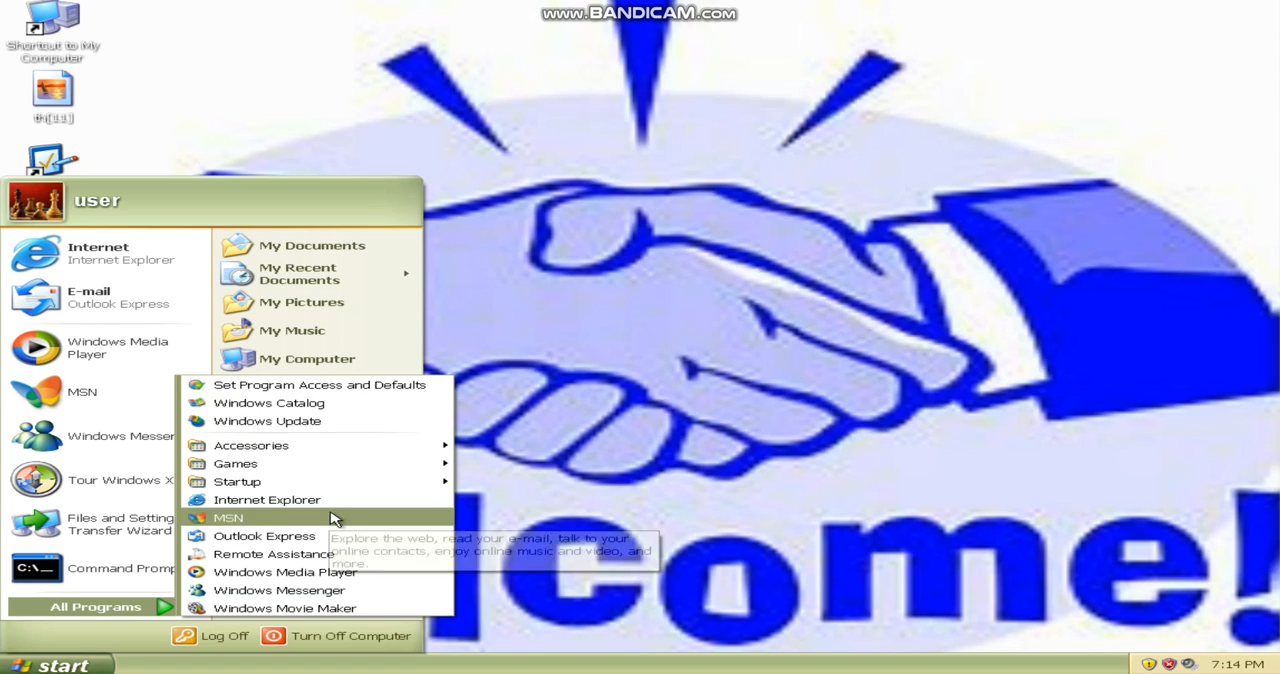 www.BANDICAM.com
Shortcut to My
Computer
th[11]
user
Internet
Internet Explorer
E-mail
Outlook Express
Windows Media
Player
MSN
Windows Messen
Tour Windows X
Files and Setting
Transfer Wizard
Command Promp
All Programs
My Documents
My Recent
Documents
My Pictures
My Music
My Computer
Set Program Access and Defaults
Windows Catalog
Windows Update
Accessories
Games
Startup
Internet Explorer
MSN
Outlook Express
Remote Assistance
Windows Media Player
Windows Messenger
Windows Movie Maker
Explore the web, read your e-mail, talk to your
online contacts, enjoy online music and video, and
more.
lcome!
C:\_
Log Off
Turn Off Computer
start
7:14 PM